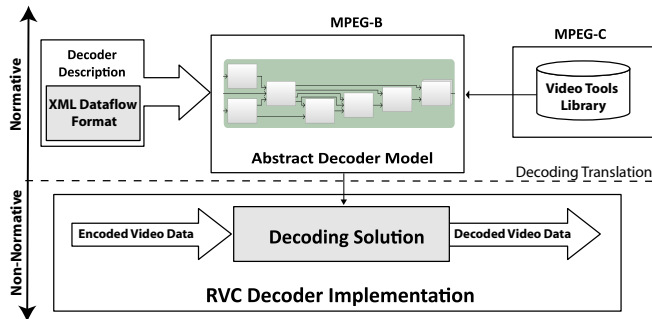 MPEG-B
MPEG-C
Normative
Decoder
Description
XML Dataflow
Format
Video Tools
Library
Abstract Decoder Model
Decoding Translation
Non-Normative
Encoded Video Data
Decoding Solution
Decoded Video Data
RVC Decoder Implementation